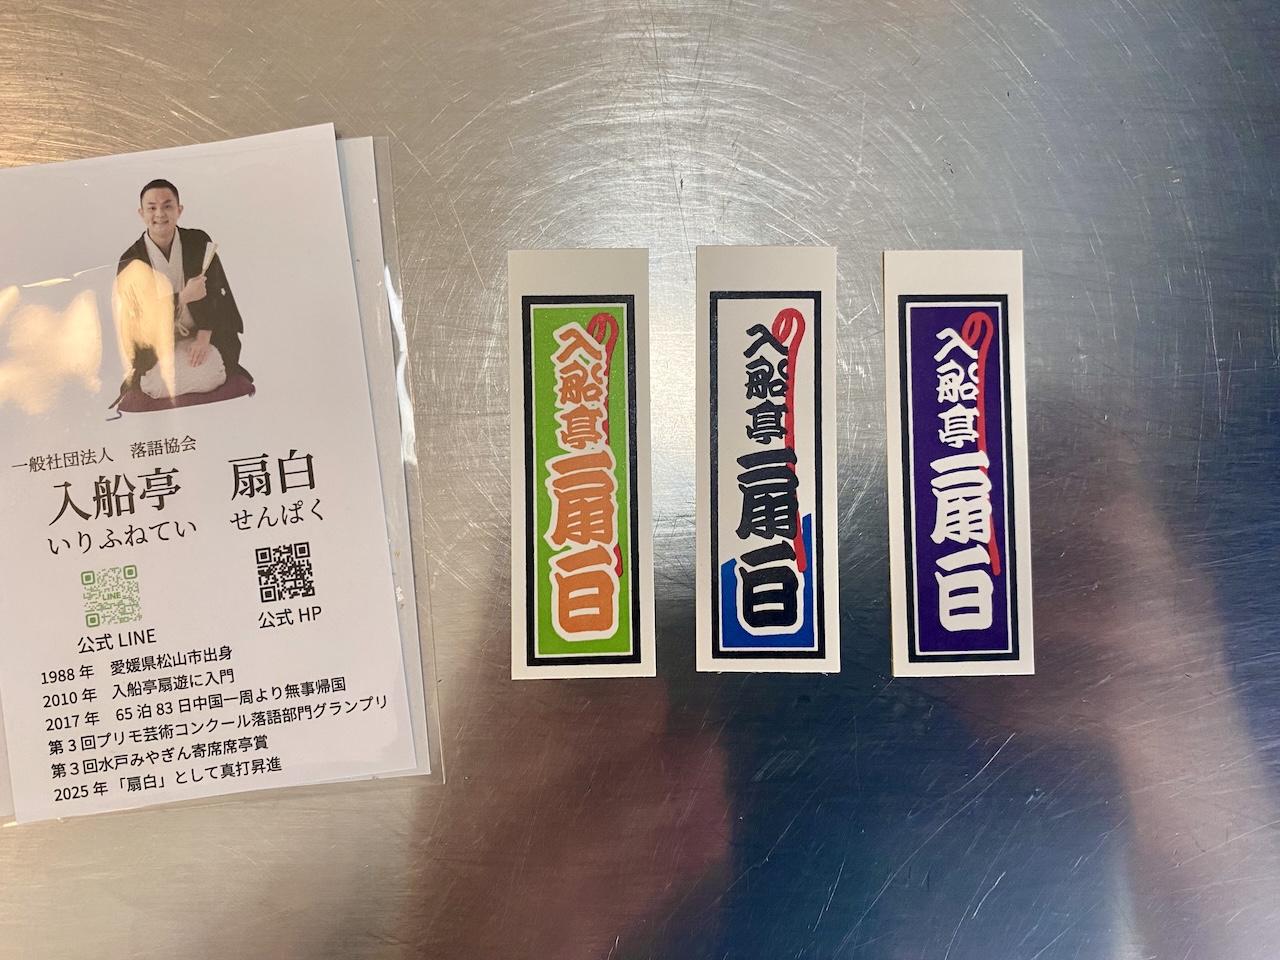 一般社団法人　落語協会
入船亭　扇白
いりふねてい　せんぱく
公式 LINE
公式 HP
1988 年　愛媛県松山市出身
2010 年　入船亭扇遊に入門
2017 年　65 泊 83 日中国一周より無事帰国
第 3 回プリモ芸術コンクール落語部門グランプリ
第 3 回水戸みやぎん寄席席亭賞
2025 年「扇白」として真打昇進
LINE
の
入船亭扇白
の
入船亭扇白
の
入船亭扇白